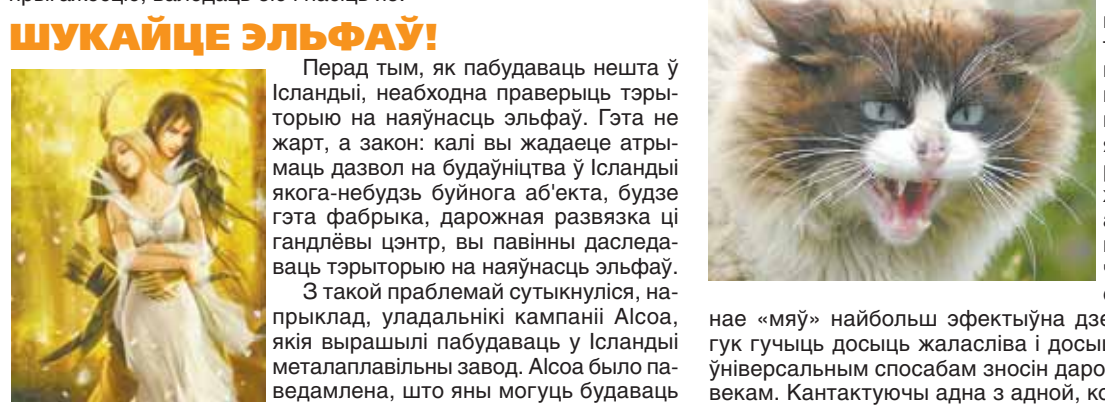 ШУКАЙЦЕ ЭЛЬФАЎ!
Перад тым, як пабудаваць нешта ў
Ісландыі, неабходна праверыць тэры-
торыю на наяўнасць эльфаў. Гэта не
жарт, а закон: калі вы жадаеце атры-
маць дазвол на будаўніцтва ў Ісландыі
якога-небудзь буйнога аб'екта, будзе
гэта фабрыка, дарожная развязка ці
гандлёвы цэнтр, вы павінны даследа-
ваць тэрыторыю на наяўнасць эльфаў.
З такой праблемай сутыкнуліся, на-
прыклад, уладальнікі кампаніі Alcoa,
якія вырашылі пабудаваць у Ісландыі
металаплавільны завод. Alcoa было па-
ведамлена, што яны могуць будаваць
нае «мяў» найбольш эфектыўна дзе
гук гучыць досыць жаласліва і досы
ўніверсальным спосабам зносін даро
векам. Кантактуючы адна з адной, ко